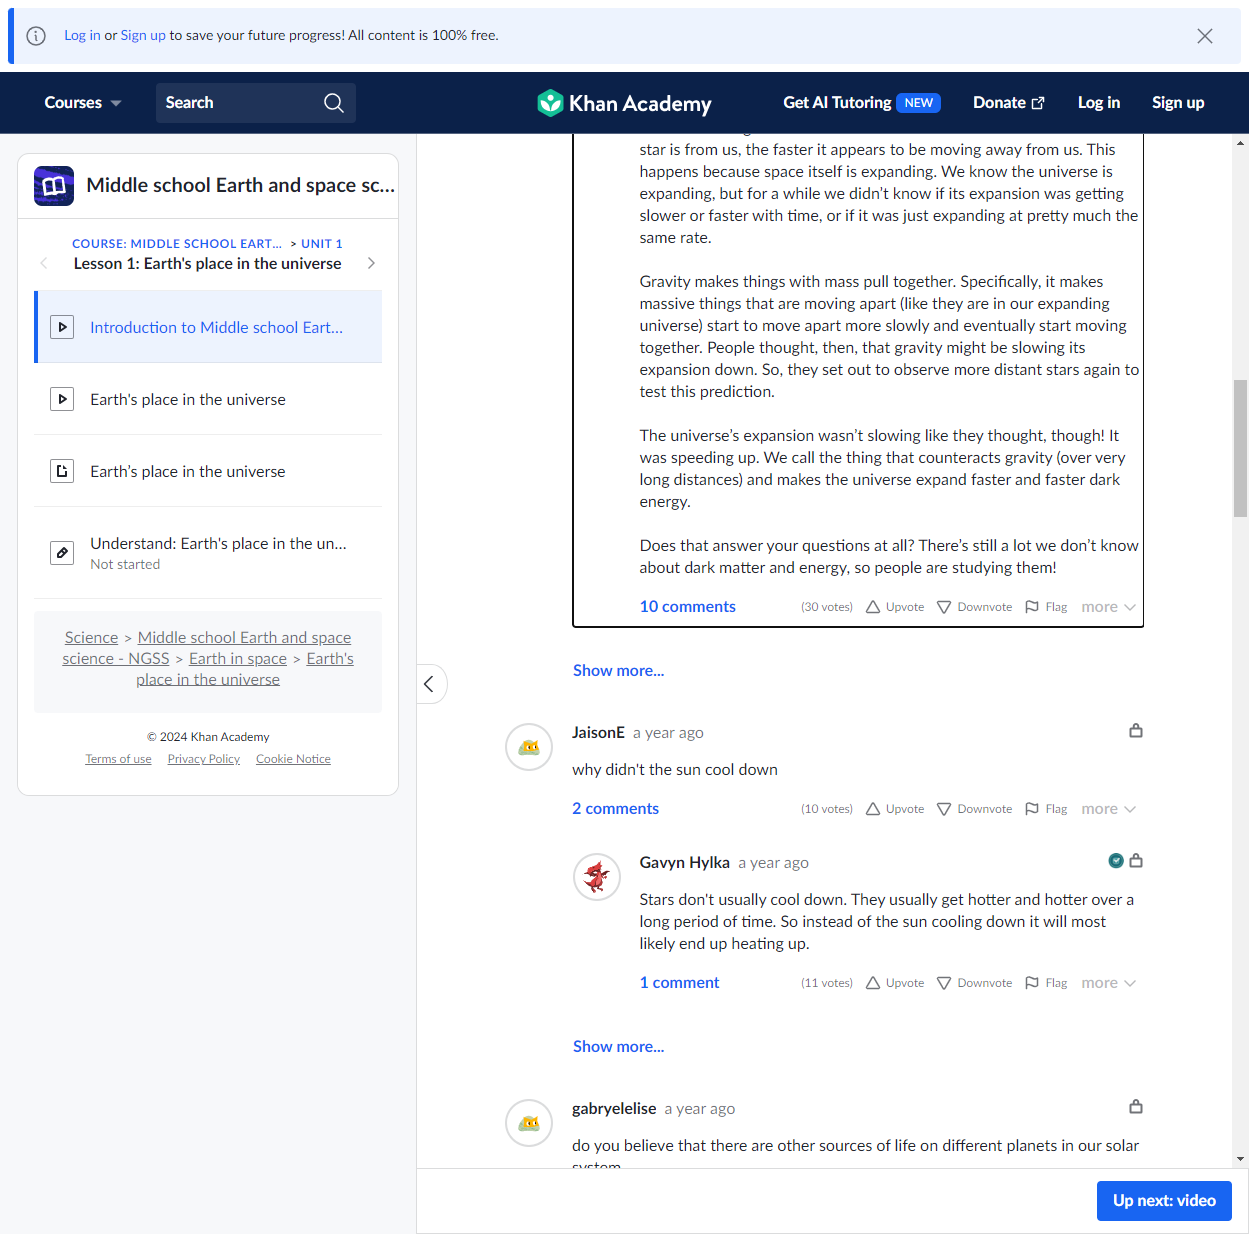 Log in or Sign up to save your future progress! All content is 100% free.
Courses
Search
Khan Academy
Get AI Tutoring NEW
Donate
Log in
Sign up
Middle school Earth and space sc...
COURSE: MIDDLE SCHOOL EART... > UNIT 1
Lesson 1: Earth's place in the universe
Introduction to Middle school Eart...
Earth's place in the universe
Earth’s place in the universe
Understand: Earth's place in the un...
Not started
Science > Middle school Earth and space
science - NGSS > Earth in space > Earth's
place in the universe
© 2024 Khan Academy
Terms of use Privacy Policy Cookie Notice
star is from us, the faster it appears to be moving away from us. This
happens because space itself is expanding. We know the universe is
expanding, but for a while we didn’t know if its expansion was getting
slower or faster with time, or if it was just expanding at pretty much the
same rate.
Gravity makes things with mass pull together. Specifically, it makes
massive things that are moving apart (like they are in our expanding
universe) start to move apart more slowly and eventually start moving
together. People thought, then, that gravity might be slowing its
expansion down. So, they set out to observe more distant stars again to
test this prediction.
The universe’s expansion wasn’t slowing like they thought, though! It
was speeding up. We call the thing that counteracts gravity (over very
long distances) and makes the universe expand faster and faster dark
energy.
Does that answer your questions at all? There’s still a lot we don’t know
about dark matter and energy, so people are studying them!
10 comments (30 votes) Upvote Downvote Flag more
Show more...
JaisonE a year ago
why didn't the sun cool down
2 comments (10 votes) Upvote Downvote Flag more
Gavyn Hylka a year ago
Stars don't usually cool down. They usually get hotter and hotter over a
long period of time. So instead of the sun cooling down it will most
likely end up heating up.
1 comment (11 votes) Upvote Downvote Flag more
Show more...
gabryelelise a year ago
do you believe that there are other sources of life on different planets in our solar
system
Up next: video